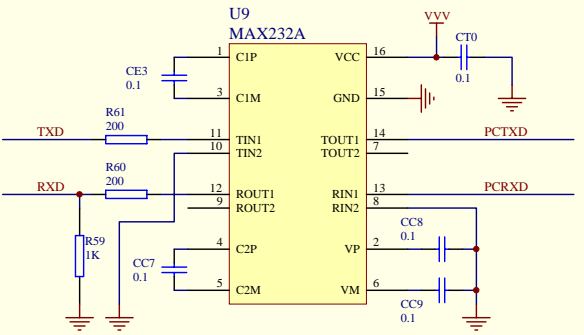 U9
MAX232A
VVV
CT0
0.1
CE3
0.1
1 C1P VCC 16
3 C1M GND 15
R61
200
TXD
11 TIN1 TOUT1 14 PCTXD
10 TIN2 TOUT2 7
R60
200
RXD
12 ROUT1 RIN1 13 PCRXD
9 ROUT2 RIN2 8
R59
1K
CC7
0.1
4 C2P VP 2
5 C2M VM 6
CC8
0.1
CC9
0.1